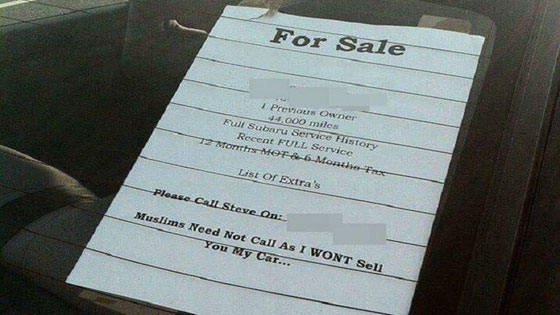 For Sale
1 Previous Owner
44,000 miles
Full Subaru Service History
Recent FULL Service
12 Months MOT & 6 Months Tax
List Of Extra's
Please Call Steve On:
Muslims Need Not Call As I WONT Sell
You My Car...